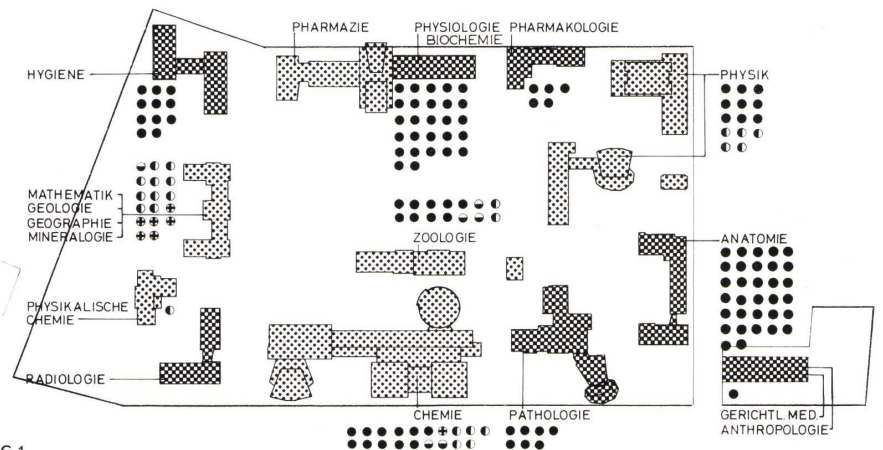 PHARMAZIE
PHYSIOLOGIE
BIOCHEMIE
PHARMAKOLOGIE
HYGIENE
PHYSIK
MATHEMATIK
GEOLOGIE
GEOGRAPHIE
MINERALOGIE
ZOOLOGIE
ANATOMIE
PHYSIKALISCHE
CHEMIE
RADIOLOGIE
CHEMIE
PATHOLOGIE
GERICHTL. MED.
ANTHROPOLOGIE